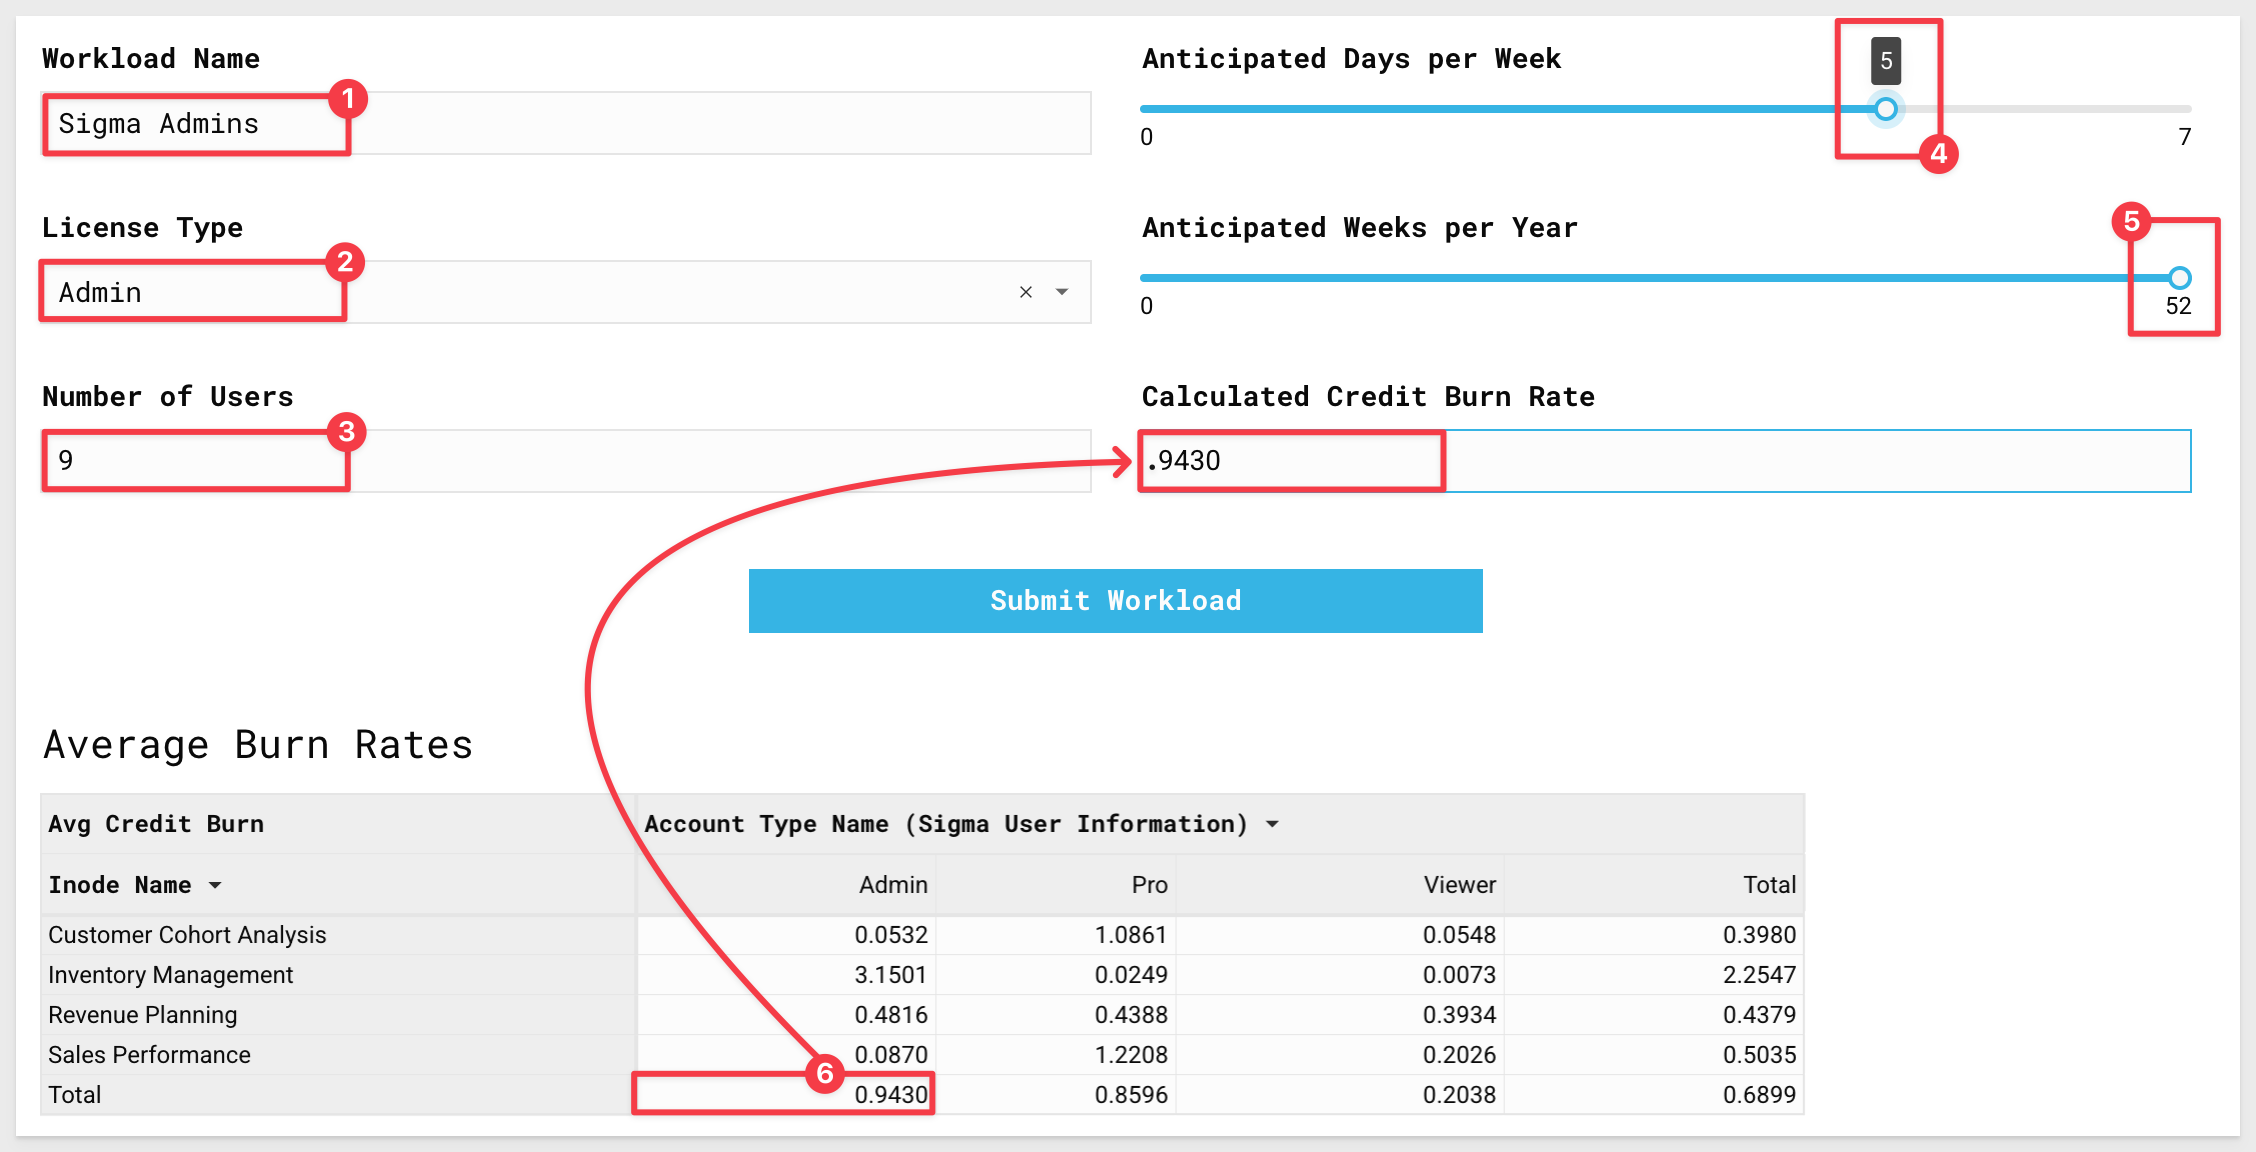 Workload Name
1
Sigma Admins
License Type
2
Admin
Number of Users
3
9
Anticipated Days per Week
5
0
7
4
Anticipated Weeks per Year
5
0
52
Calculated Credit Burn Rate
.9430
Submit Workload
Average Burn Rates
Avg Credit Burn Account Type Name (Sigma User Information)
Inode Name Admin Pro Viewer Total
Customer Cohort Analysis 0.0532 1.0861 0.0548 0.3980
Inventory Management 3.1501 0.0249 0.0073 2.2547
Revenue Planning 0.4816 0.4388 0.3934 0.4379
Sales Performance 0.0870 1.2208 0.2026 0.5035
6
Total 0.9430 0.8596 0.2038 0.6899